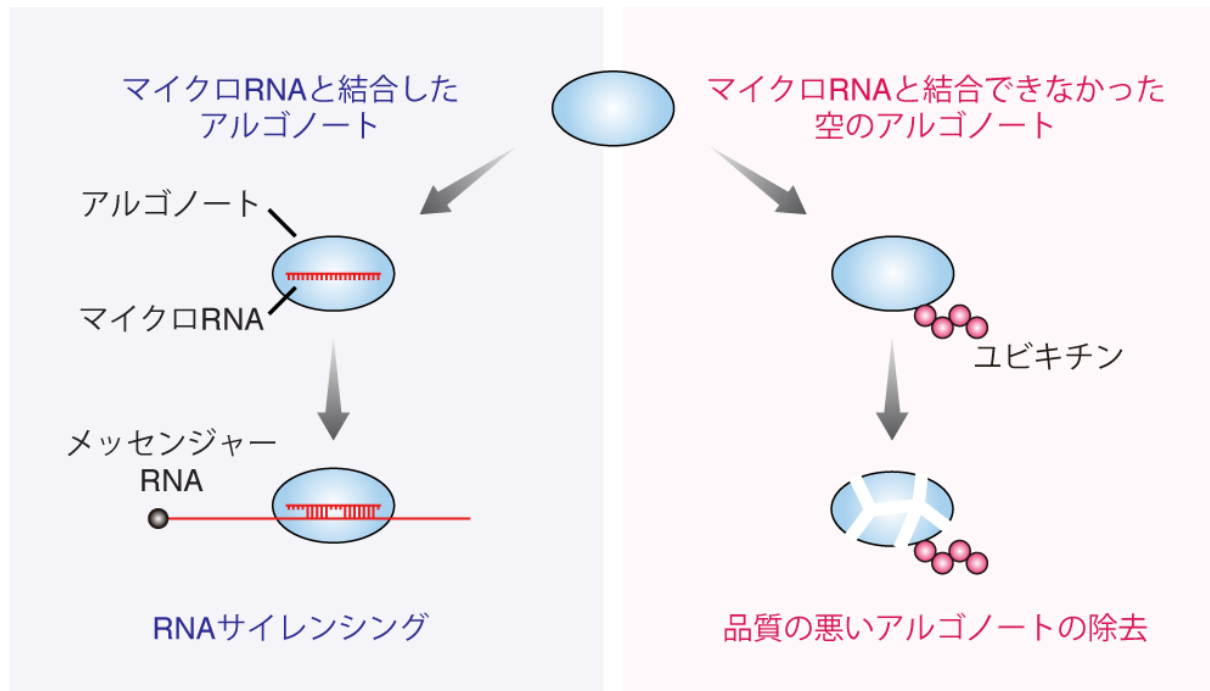 マイクロRNAと結合した
アルゴノート
アルゴノート
マイクロRNA
メッセンジャー
RNA
RNAサイレンシング
マイクロRNAと結合できなかった
空のアルゴノート
ユビキチン
品質の悪いアルゴノートの除去